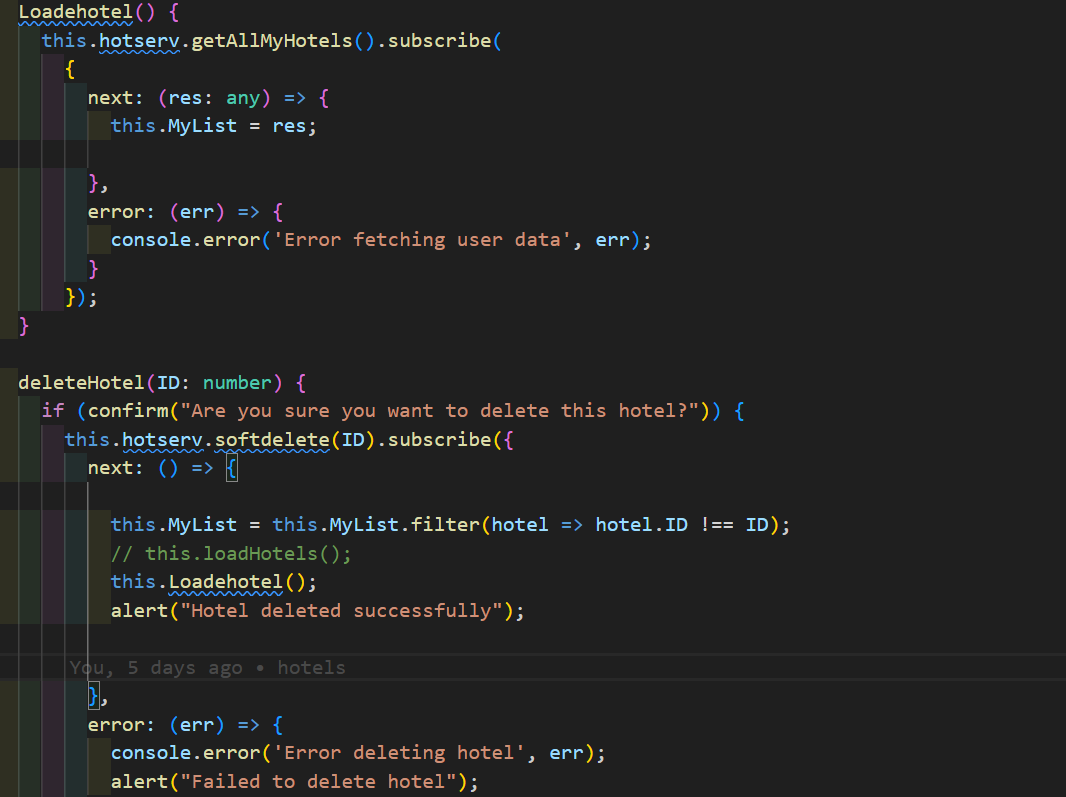 Loadehotel() {
this.hotserv.getAllMyHotels().subscribe(
{
next: (res: any) => {
this.MyList = res;
},
error: (err) => {
console.error('Error fetching user data', err);
}
});
}
deleteHotel(ID: number) {
if (confirm("Are you sure you want to delete this hotel?")) {
this.hotserv.softdelete(ID).subscribe({
next: () => {
this.MyList = this.MyList.filter(hotel => hotel.ID !== ID);
// this.loadHotels();
this.Loadehotel();
alert("Hotel deleted successfully");
You, 5 days ago • hotels
},
error: (err) => {
console.error('Error deleting hotel', err);
alert("Failed to delete hotel");